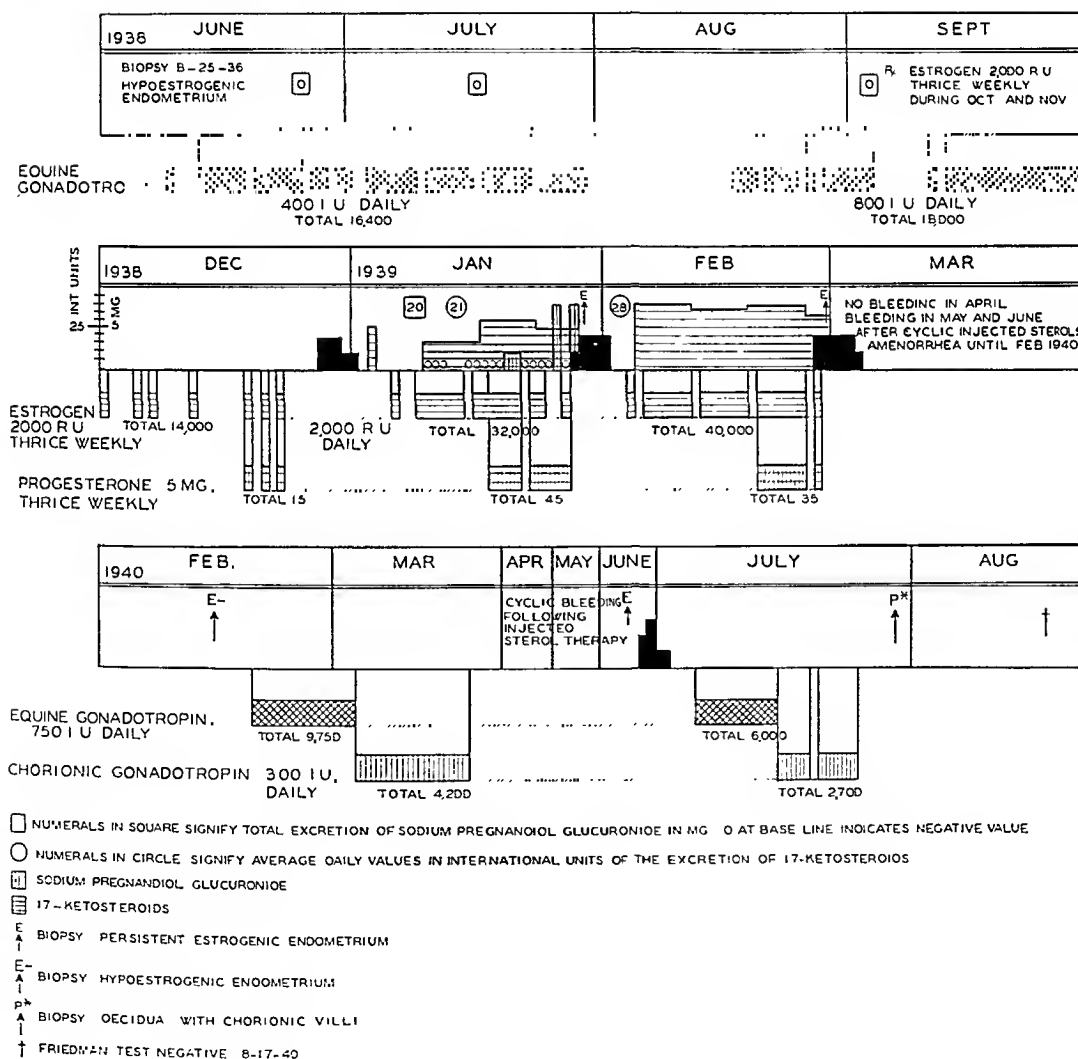 1938 JUNE JULY AUG SEPT
BIOPSY B-25-36
HYPOESTROGENIC
ENDOMETRIUM
O
O
O
R ESTROGEN 2,000 R U
THRICE WEEKLY
DURING OCT AND NOV
EQUINE
GONADOTRO
400 I U DAILY
TOTAL 16,400
800 I U DAILY
TOTAL 18,000
INT UNITS
25
5 MG
1938 DEC 1939 JAN FEB MAR
20
21
E
28
E
NO BLEEDING IN APRIL
BLEEDING IN MAY AND JUNE
AFTER CYCLIC INJECTED STEROLS
AMENORRHEA UNTIL FEB 1940
ESTROGEN
2000 R U
THRICE WEEKLY
TOTAL 14,000
2,000 R U
DAILY
TOTAL 32,000
TOTAL 40,000
PROGESTERONE 5 MG.
THRICE WEEKLY
TOTAL 15
TOTAL 45
TOTAL 35
1940 FEB. MAR APR MAY JUNE JULY AUG
E-
CYCLIC BLEEDING
FOLLOWING
INJECTED
STEROL THERAPY
E
P*
EQUINE GONADOTROPIN.
750 I U DAILY
TOTAL 9,750
TOTAL 6,000
CHORIONIC GONADOTROPIN 300 I U.
DAILY
TOTAL 4,200
TOTAL 2,700
NUMERALS IN SQUARE SIGNIFY TOTAL EXCRETION OF SODIUM PREGNANDIOL GLUCURONIDE IN MG O AT BASE LINE INDICATES NEGATIVE VALUE
NUMERALS IN CIRCLE SIGNIFY AVERAGE DAILY VALUES IN INTERNATIONAL UNITS OF THE EXCRETION OF 17-KETOSTEROIDS
SODIUM PREGNANDIOL GLUCURONIDE
17-KETOSTEROIDS
E BIOPSY PERSISTENT ESTROGENIC ENDOMETRIUM
E- BIOPSY HYPOESTROGENIC ENDOMETRIUM
P* BIOPSY DECIDUA WITH CHORIONIC VILLI
† FRIEDMAN TEST NEGATIVE 8-17-40